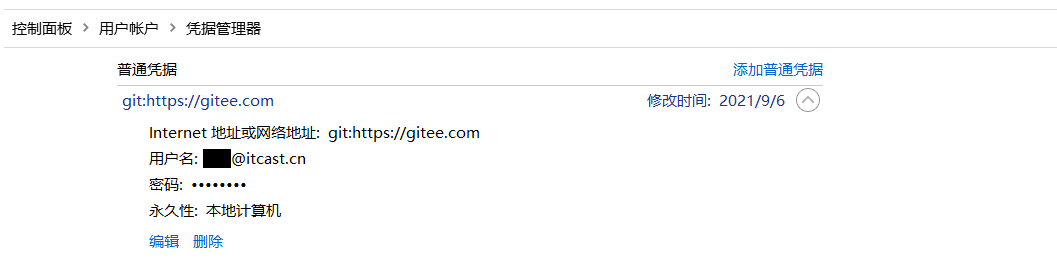 控制面板 > 用户帐户 > 凭据管理器
普通凭据 添加普通凭据
git:https://gitee.com 修改时间: 2021/9/6
Internet 地址或网络地址: git:https://gitee.com
用户名: @itcast.cn
密码: ••••••••
永久性: 本地计算机
编辑 删除